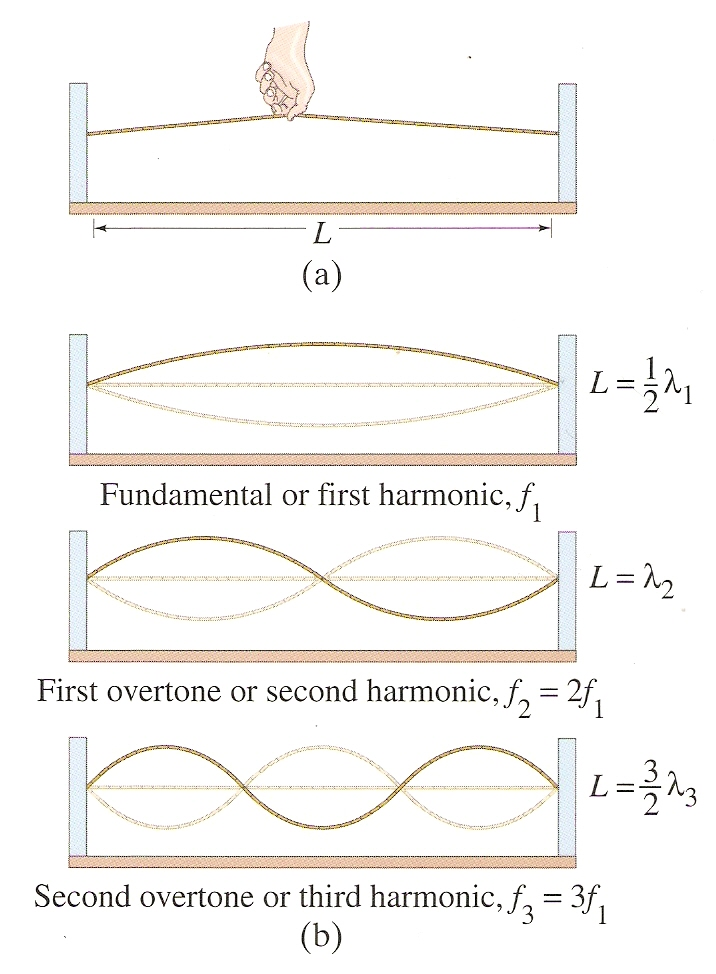 L
(a)
L = 1/2 λ₁
Fundamental or first harmonic, f₁
L = λ₂
First overtone or second harmonic, f₂ = 2f₁
L = 3/2 λ₃
Second overtone or third harmonic, f₃ = 3f₁
(b)